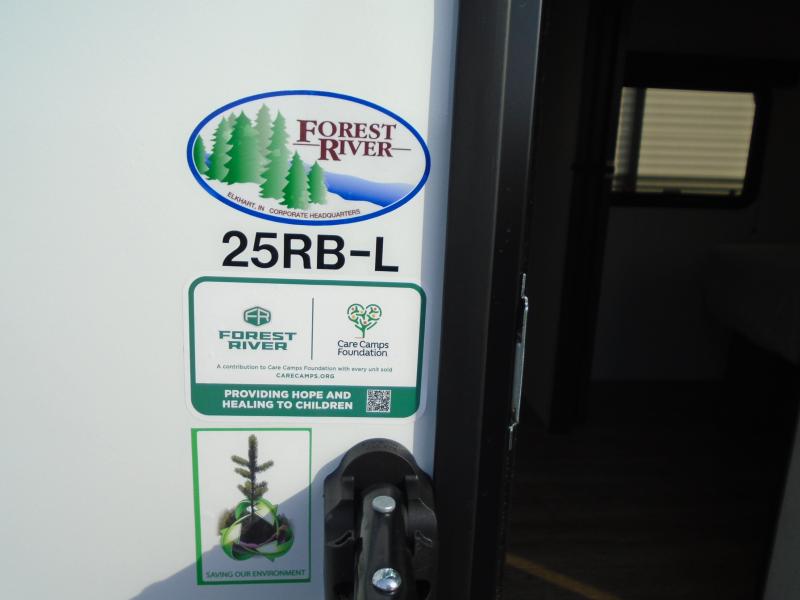 FOREST
RIVER
ELKHART, IN CORPORATE HEADQUARTERS
25RB-L
FR
FOREST
RIVER
Care Camps
Foundation
A contribution to Care Camps Foundation with every unit sold
CARECAMPS.ORG
PROVIDING HOPE AND
HEALING TO CHILDREN
SAVING OUR ENVIRONMENT